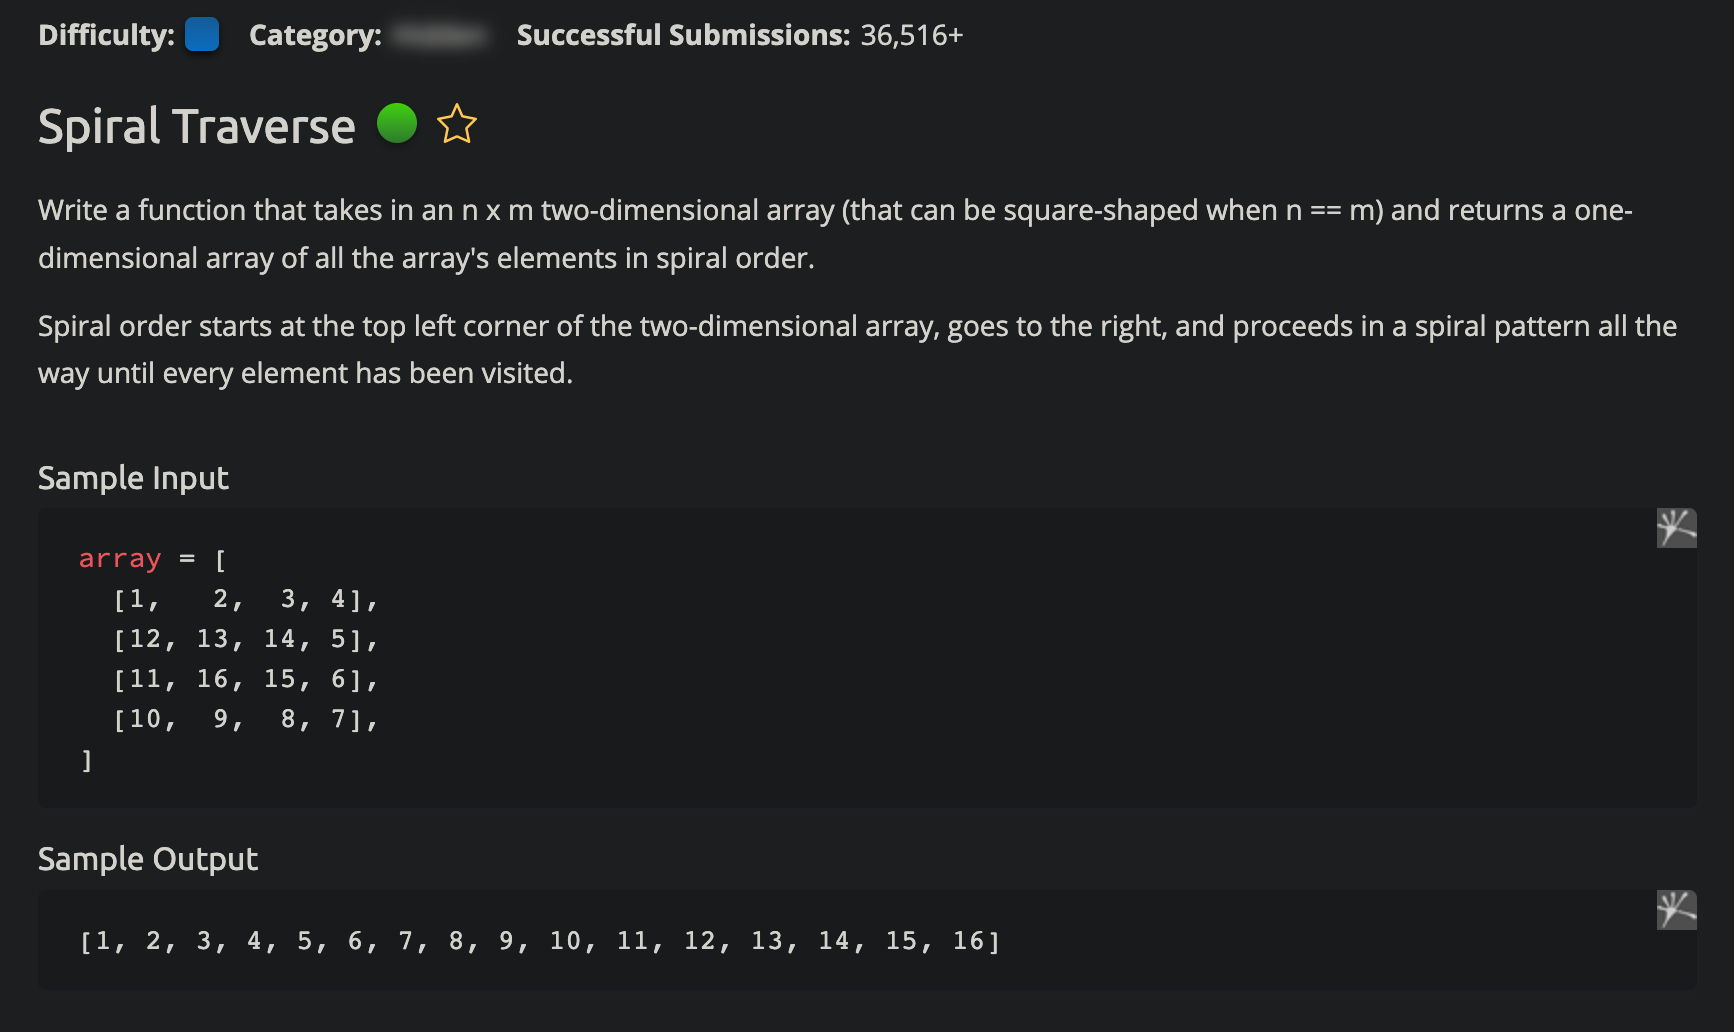 Difficulty: Category: Successful Submissions: 36,516+
Spiral Traverse
Write a function that takes in an n x m two-dimensional array (that can be square-shaped when n == m) and returns a one-
dimensional array of all the array's elements in spiral order.
Spiral order starts at the top left corner of the two-dimensional array, goes to the right, and proceeds in a spiral pattern all the
way until every element has been visited.
Sample Input
array = [
  [1,   2,  3, 4],
  [12, 13, 14, 5],
  [11, 16, 15, 6],
  [10,  9,  8, 7],
]
Sample Output
[1, 2, 3, 4, 5, 6, 7, 8, 9, 10, 11, 12, 13, 14, 15, 16]